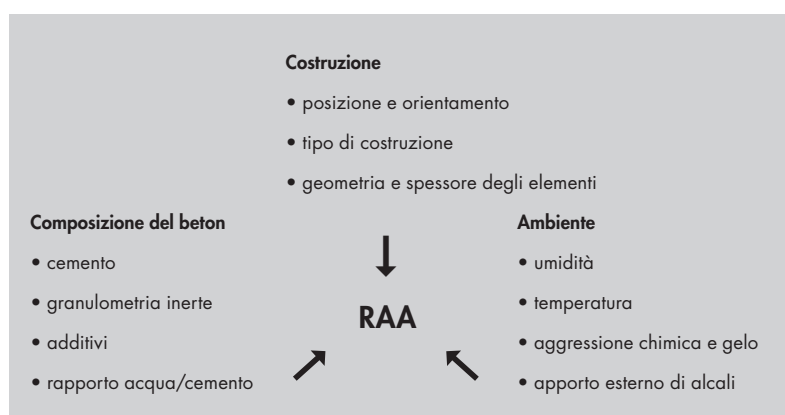 Costruzione
• posizione e orientamento
• tipo di costruzione
• geometria e spessore degli elementi
Composizione del beton
• cemento
• granulometria inerte
• additivi
• rapporto acqua/cemento
Ambiente
• umidità
• temperatura
• aggressione chimica e gelo
• apporto esterno di alcali
RAA